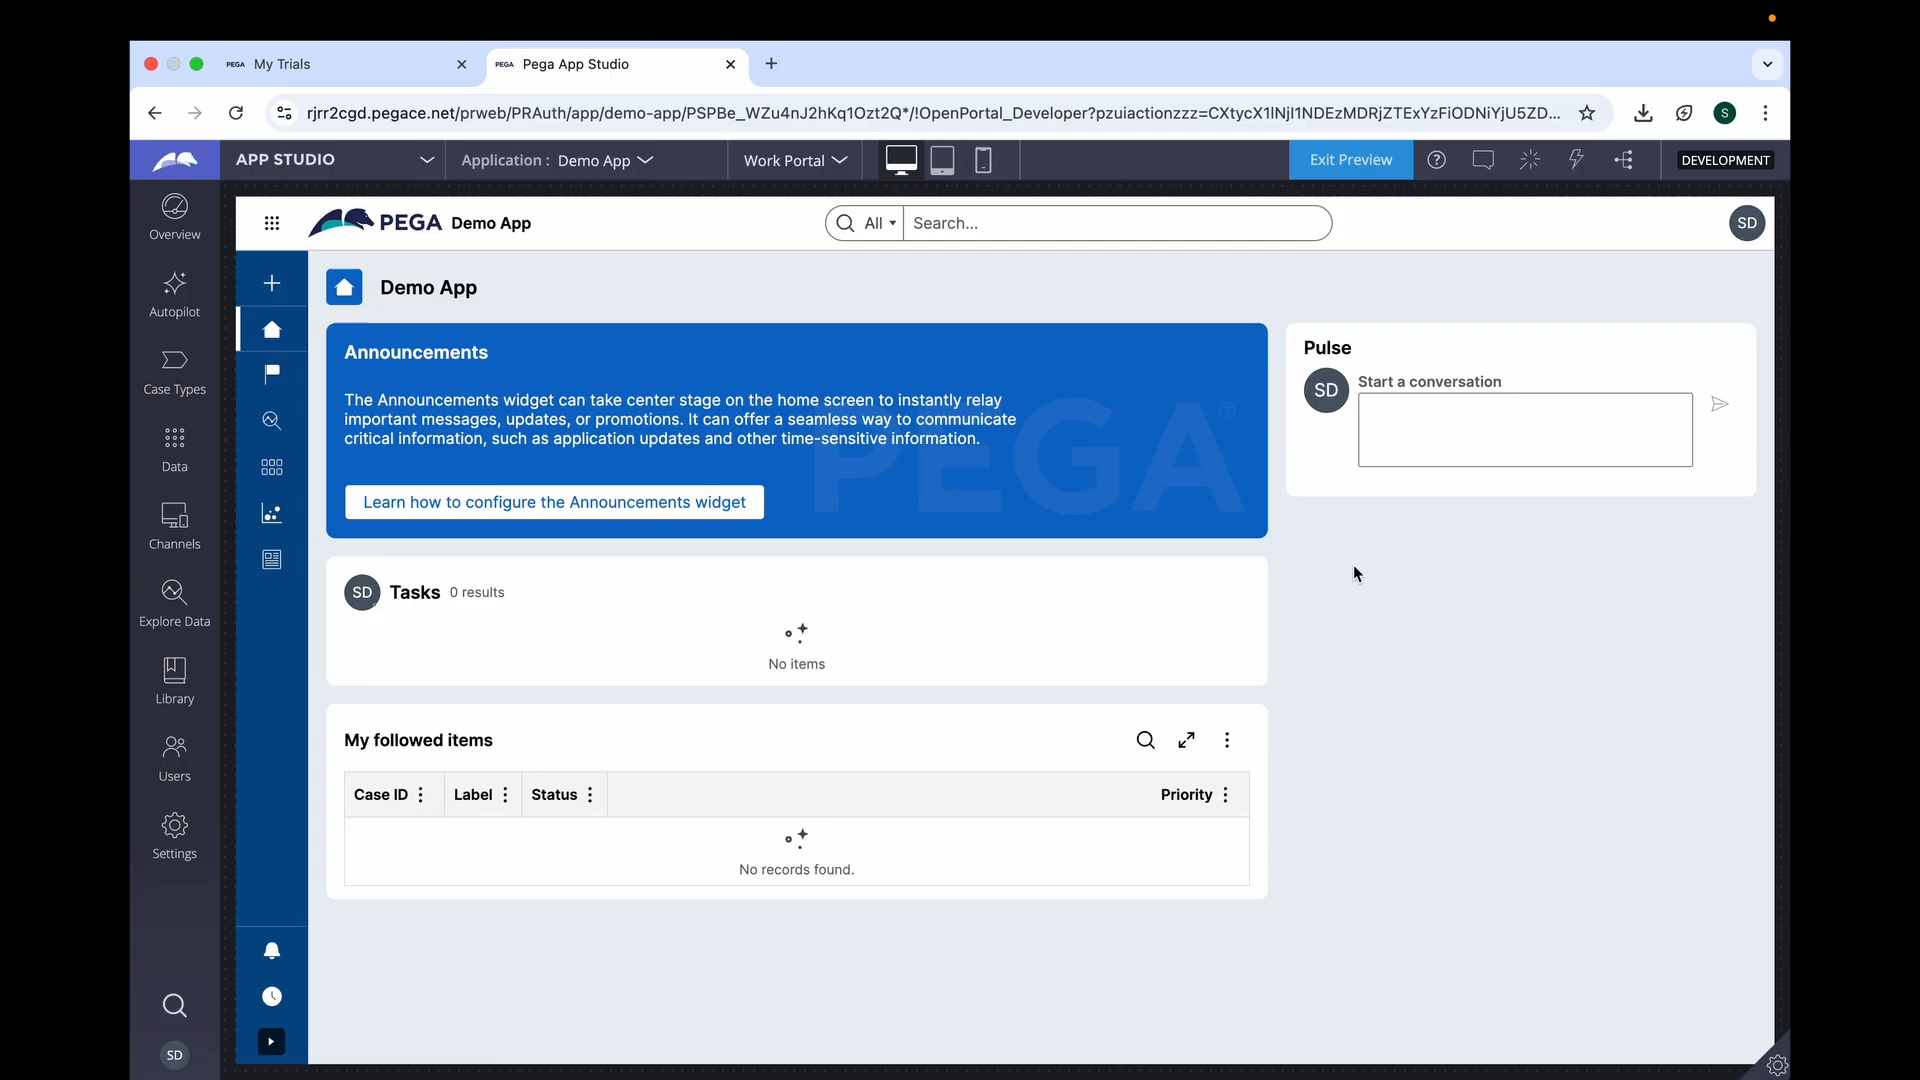 PEGA My Trials
PEGA Pega App Studio
rjrr2cgd.pegace.net/prweb/PRAuth/app/demo-app/PSPBe_WZu4nJ2hKq1Ozt2Q*/!OpenPortal_Developer?pzuiactionzzz=CXtycX1lNjI1NDEzMDRjZTExYzFiODNiYjU5ZD...
S
APP STUDIO
Application : Demo App
Work Portal
Exit Preview
DEVELOPMENT
Overview
Autopilot
Case Types
Data
Channels
Explore Data
Library
Users
Settings
SD
PEGA Demo App
All Search...
SD
Demo App
Announcements
The Announcements widget can take center stage on the home screen to instantly relay
important messages, updates, or promotions. It can offer a seamless way to communicate
critical information, such as application updates and other time-sensitive information.
PEGA®
Learn how to configure the Announcements widget
Pulse
SD
Start a conversation
SD Tasks 0 results
No items
My followed items
Case ID Label Status Priority
No records found.